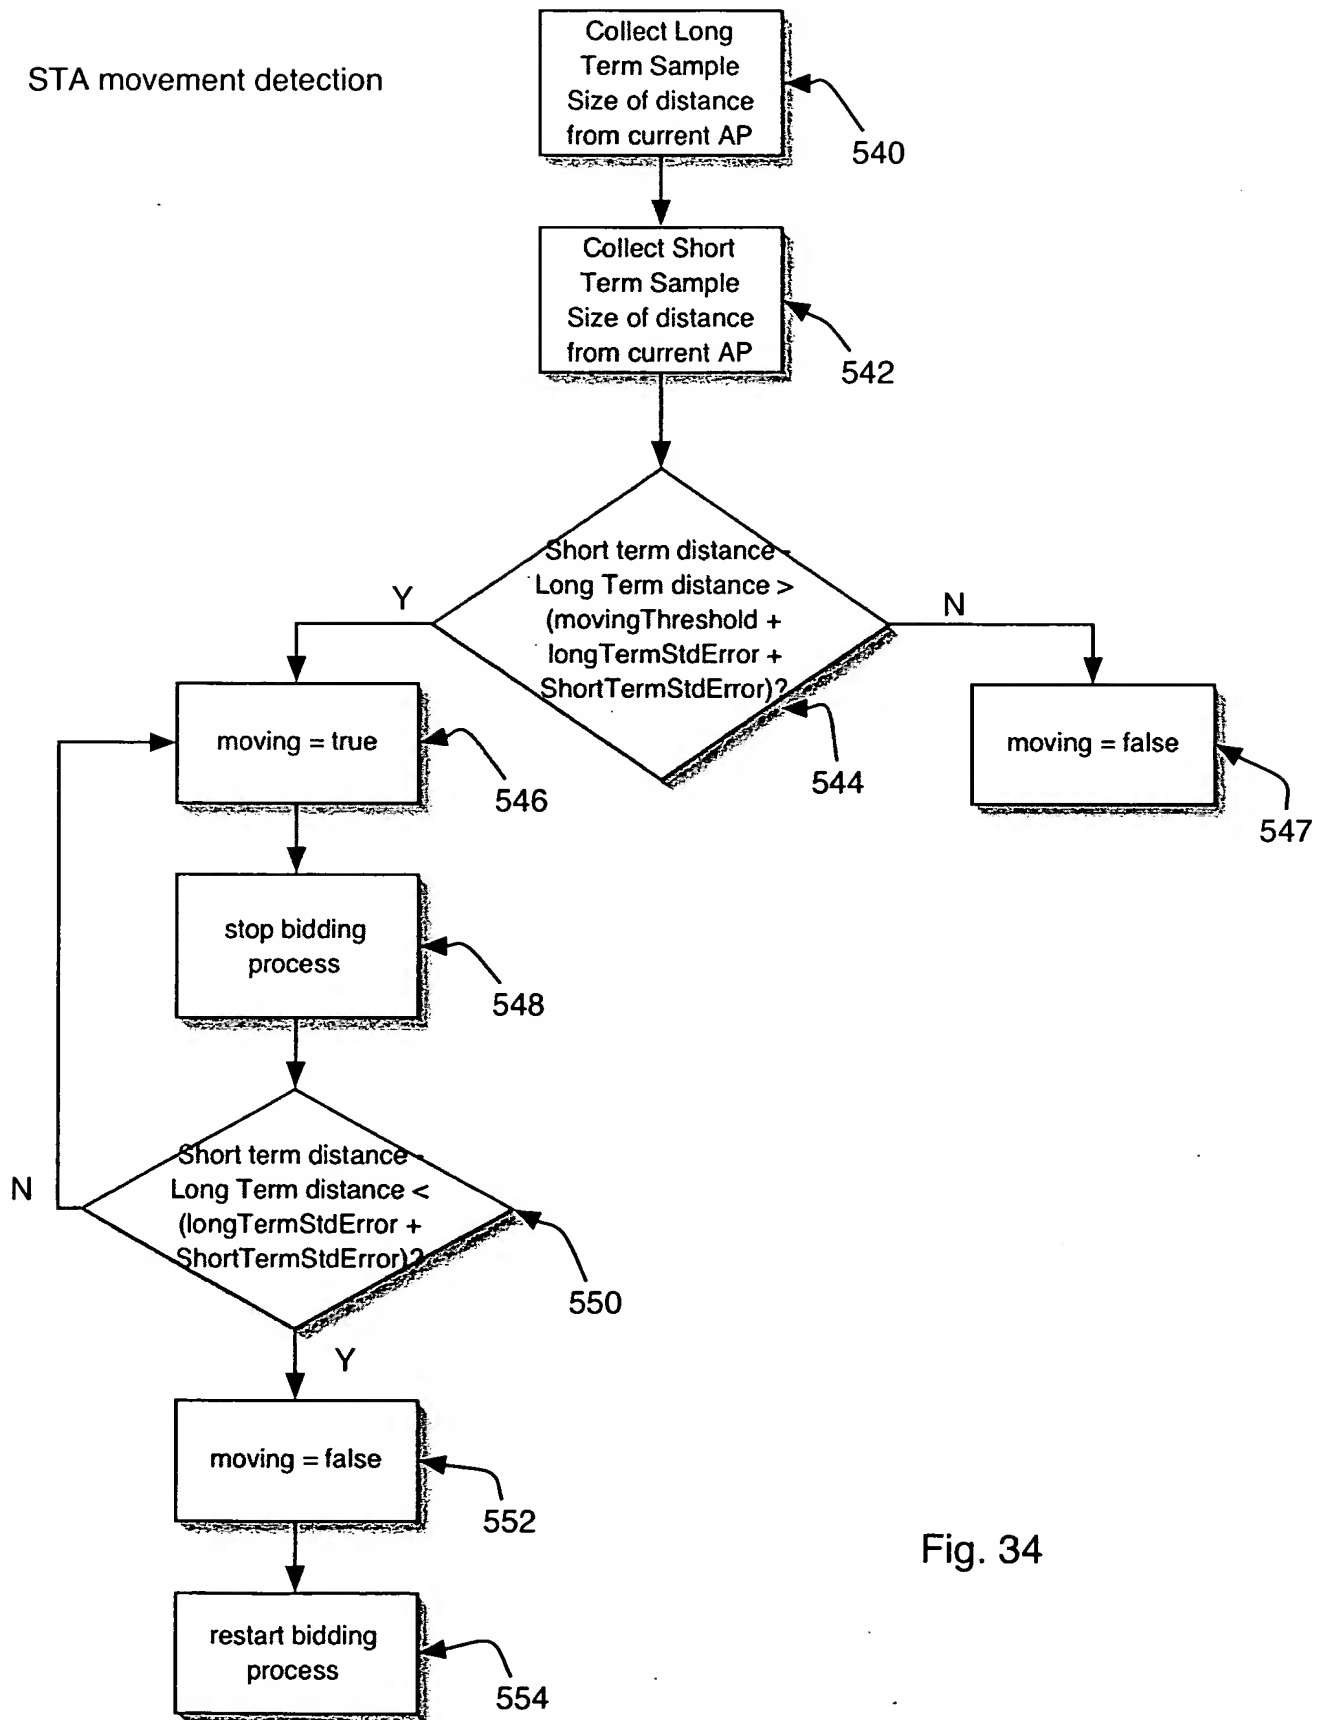 STA movement detection
Collect Long
Term Sample
Size of distance
from current AP
540
Collect Short
Term Sample
Size of distance
from current AP
542
Short term distance -
Long Term distance >
(movingThreshold +
longTermStdError +
ShortTermStdError)?
544
Y
N
moving = true
546
moving = false
547
stop bidding
process
548
Short term distance -
Long Term distance <
(longTermStdError +
ShortTermStdError)?
550
N
Y
moving = false
552
restart bidding
process
554
Fig. 34